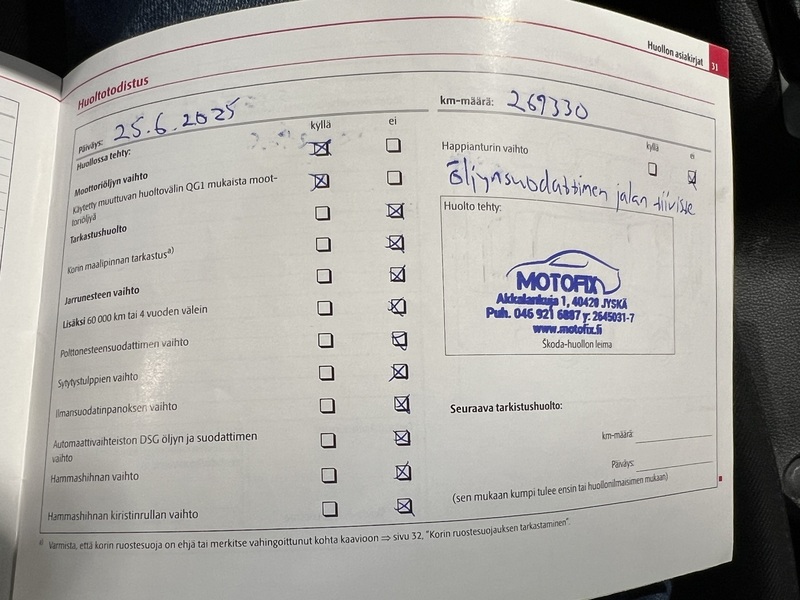 Huollon asiakirjat 31
Huoltotodistus
Päiväys: 25.6.2025
Huollossa tehty:
kyllä ei
Moottoriöljyn vaihto
Käytetty muuttuvan huoltovälin QG1 mukaista moot-
toriöljyä
Tarkastushuolto
Korin maalipinnan tarkastus a)
Jarrunesteen vaihto
Lisäksi 60 000 km tai 4 vuoden välein
Polttonesteensuodattimen vaihto
Sytytystulppien vaihto
Ilmansuodatinpanoksen vaihto
Automaattivaihteiston DSG öljyn ja suodattimen
vaihto
Hammashihnan vaihto
Hammashihnan kiristinrullan vaihto
km-määrä: 269330
kyllä ei
Happianturin vaihto
öljynsuodattimen jalan tiivisse
Huolto tehty:
MOTOFIX
Akkalankuja 1, 40420 JYSKÄ
Puh. 046 921 6887 y: 2645031-7
www.motofix.fi
Škoda-huollon leima
Seuraava tarkistushuolto:
km-määrä:
Päiväys:
(sen mukaan kumpi tulee ensin tai huollonilmaisimen mukaan)
a) Varmista, että korin ruostesuoja on ehjä tai merkitse vahingoittunut kohta kaavioon ⇒ sivu 32, "Korin ruostesuojauksen tarkastaminen".